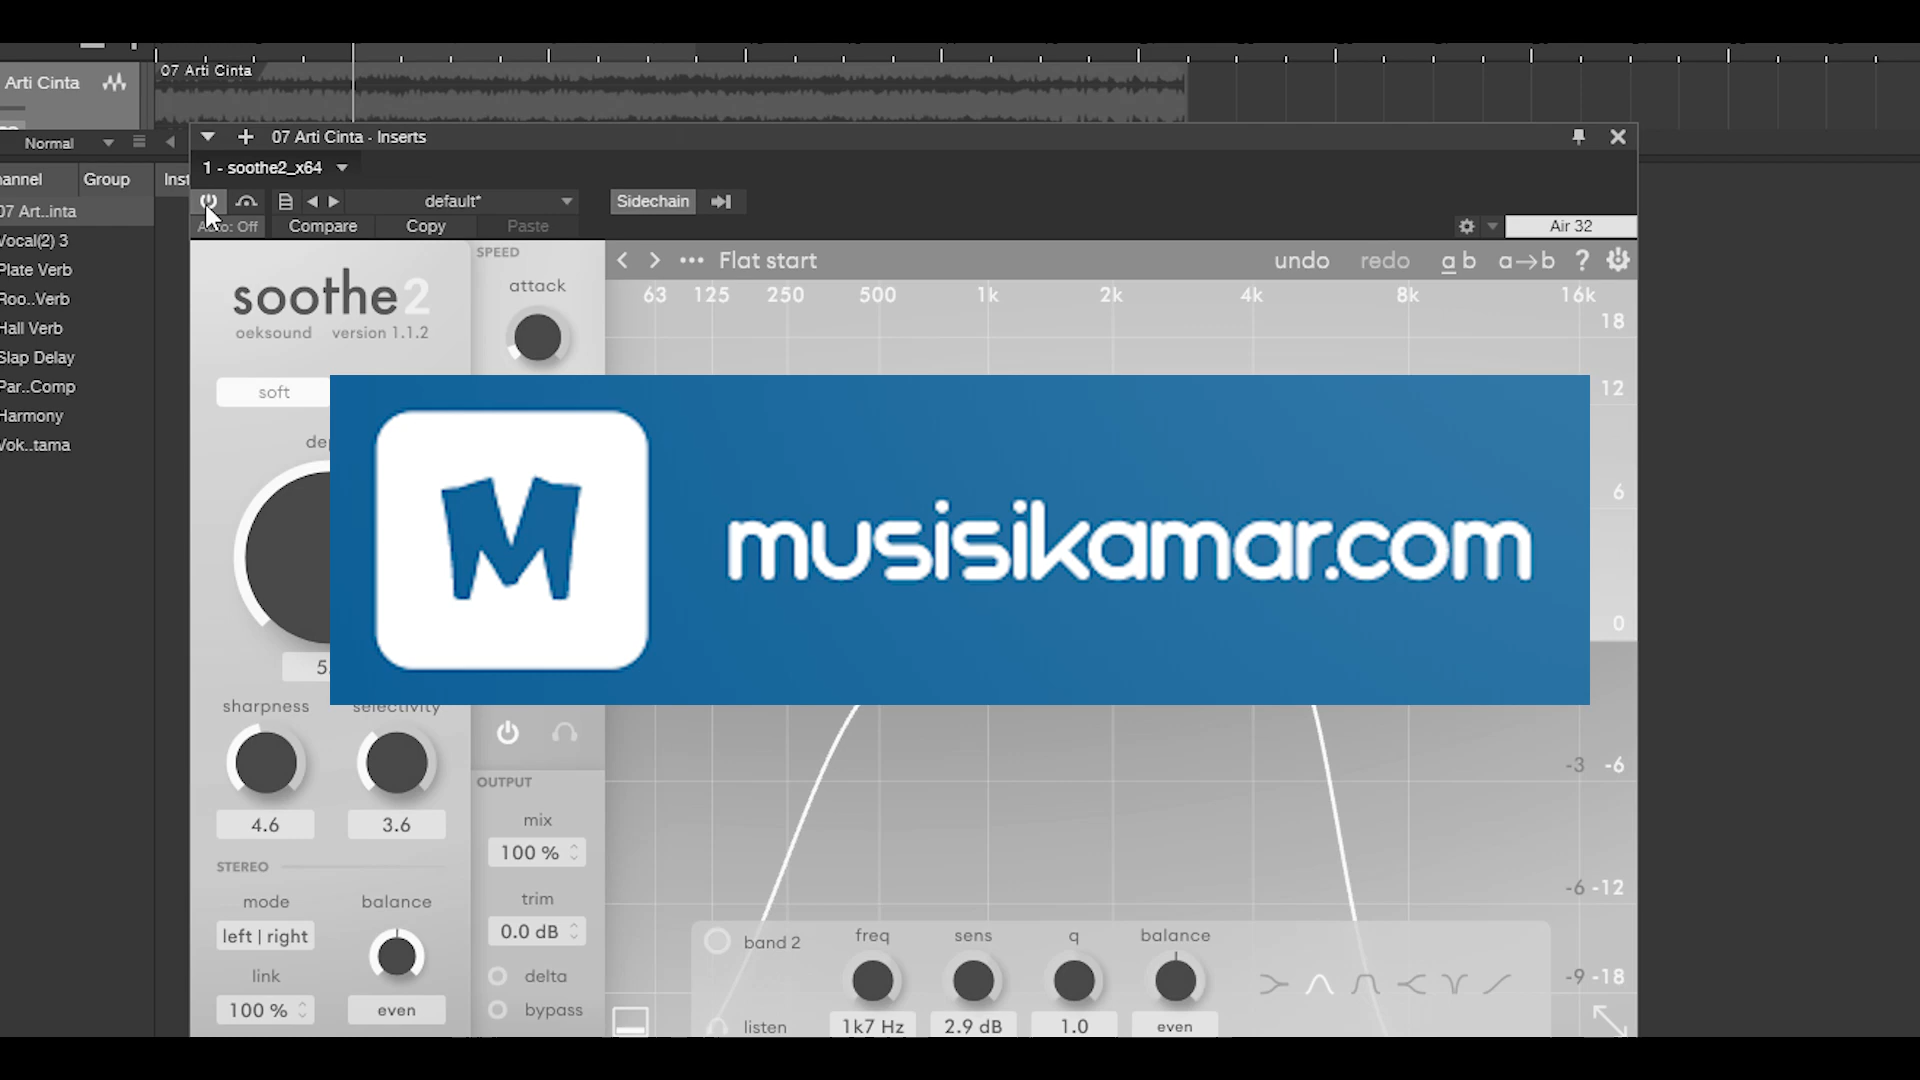 Arti Cinta
07 Arti Cinta
Normal
07 Arti Cinta - Inserts
1 - soothe2_x64
annel Group Inst
07 Art..inta
default*
Sidechain
: Off
Compare Copy Paste
Air 32
Vocal(2) 3
Plate Verb
Roo..Verb
Hall Verb
Slap Delay
Par..Comp
Harmony
Vok..tama
soothe2
oeksound version 1.1.2
SPEED
attack
Flat start
undo redo a b a→b ?
63 125 250 500 1k 2k 4k 8k 16k
18
12
6
0
-3 -6
-6 -12
-9 -18
soft
dep
5.
musisikamar.com
M
sharpness selectivity
4.6 3.6
STEREO
mode balance
left | right
link
100 % even
OUTPUT
mix
100 %
trim
0.0 dB
delta
bypass
band 2 freq sens q balance
listen 1k7 Hz 2.9 dB 1.0 even